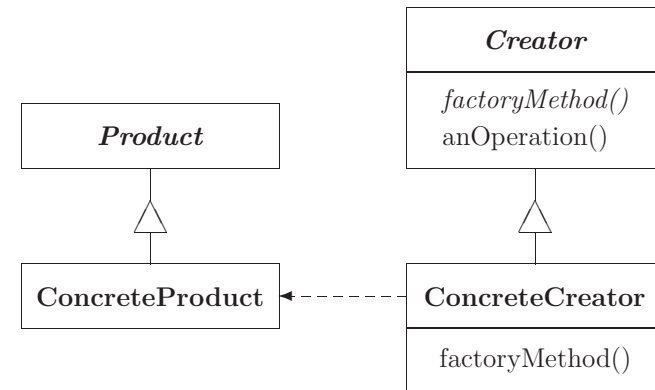 Creator
factoryMethod()
anOperation()
Product
ConcreteProduct
ConcreteCreator
factoryMethod()